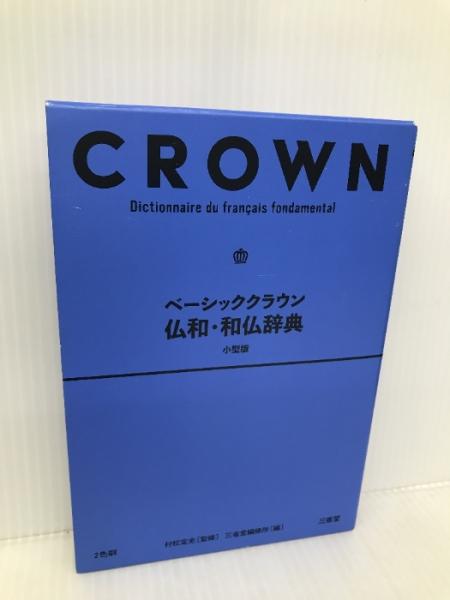 CROWN
Dictionnaire du français fondamental
ベーシッククラウン
仏和・和仏辞典
小型版
2色刷 村松定史[監修] 三省堂編修所[編] 三省堂